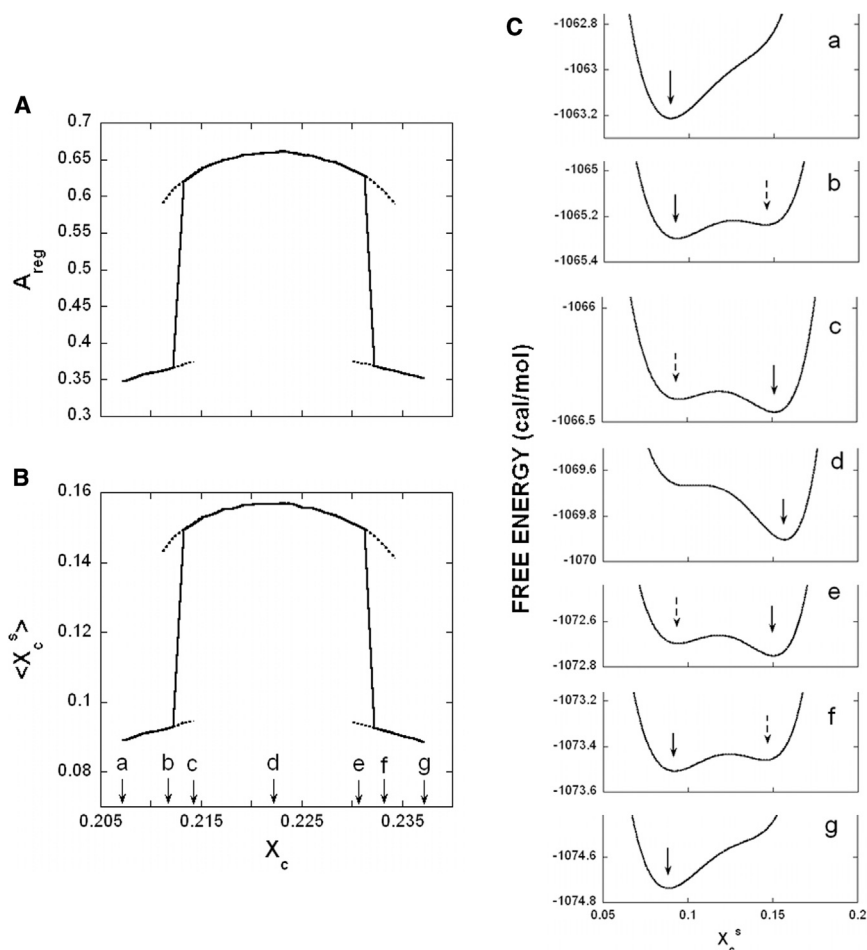 A
A_reg
0.7
0.65
0.6
0.55
0.5
0.45
0.4
0.35
0.3
B
<X_c^s>
0.16
0.14
0.12
0.1
0.08
a b c d e f g
0.205 0.215 0.225 0.235
X_c
C
FREE ENERGY (cal/mol)
-1062.8
-1063
-1063.2
a
-1065
-1065.2
-1065.4
b
-1066
-1066.5
c
-1069.6
-1069.8
-1070
d
-1072.6
-1072.8
e
-1073.2
-1073.4
-1073.6
f
-1074.6
-1074.8
g
0.05 0.1 0.15 0.2
X_c^s